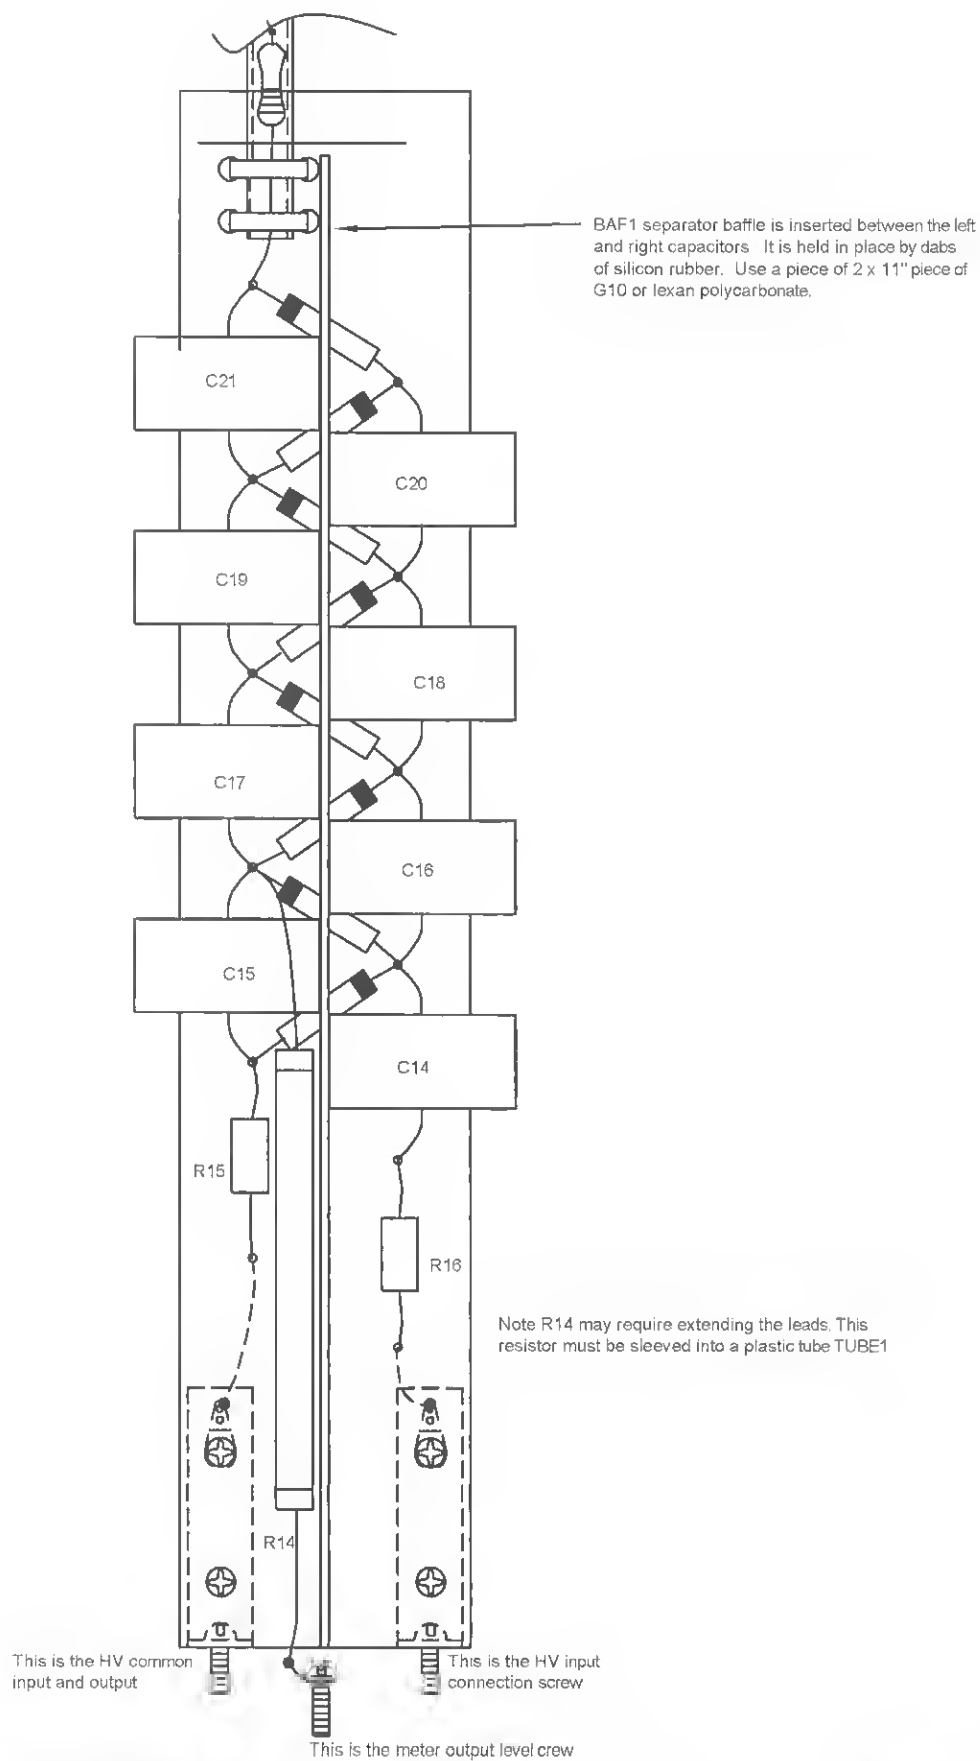 BAF1 separator baffle is inserted between the left
and right capacitors It is held in place by dabs
of silicon rubber. Use a piece of 2 x 11" piece of
G10 or lexan polycarbonate.
C21
C20
C19
C18
C17
C16
C15
C14
R15
R16
Note R14 may require extending the leads. This
resistor must be sleeved into a plastic tube TUBE1
R14
This is the HV common
input and output
This is the HV input
connection screw
This is the meter output level crew